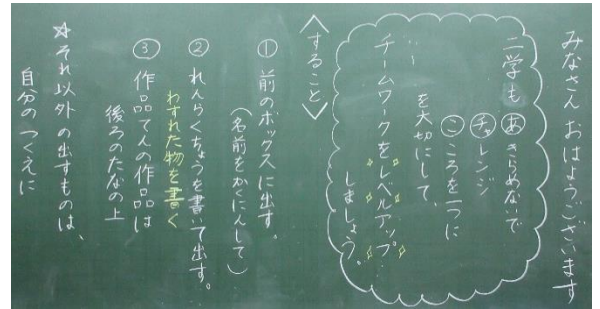 みなさん おはようございます
二学も
㋐きらめないで
㋠ャレンジ
㋙ころを一つに
を大切にして、
チームワークをレベルアップ
しましょう。
＜すること＞
① 前のボックスに出す。
（名前をかくにんして）
② れんらくちょうを書いて出す。
わすれた物を書く
③ 作品てんの作品は
後ろのたなの上
☆それ以外の出すものは、
自分のつくえに